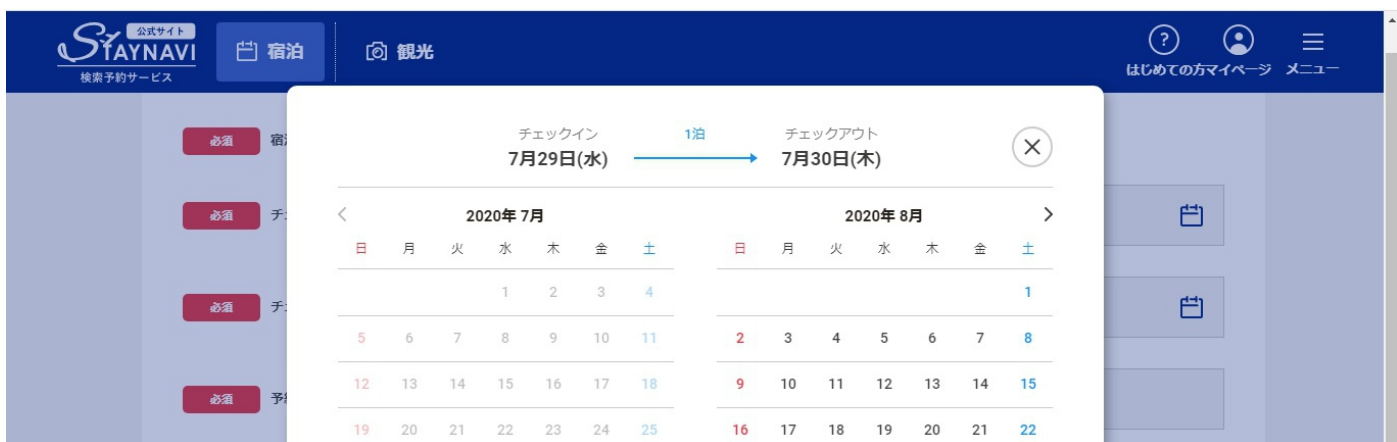 公式サイト
STAYNAVI
検索予約サービス
宿泊
観光
?
はじめての方
マイページ
メニュー
必須
必須 チェ
必須 チェ
必須
チェックイン 1泊 チェックアウト
7月29日(水) 7月30日(木)
2020年 7月
日 月 火 水 木 金 土
1 2 3 4
5 6 7 8 9 10 11
12 13 14 15 16 17 18
19 20 21 22 23 24 25
2020年 8月
日 月 火 水 木 金 土
1
2 3 4 5 6 7 8
9 10 11 12 13 14 15
16 17 18 19 20 21 22